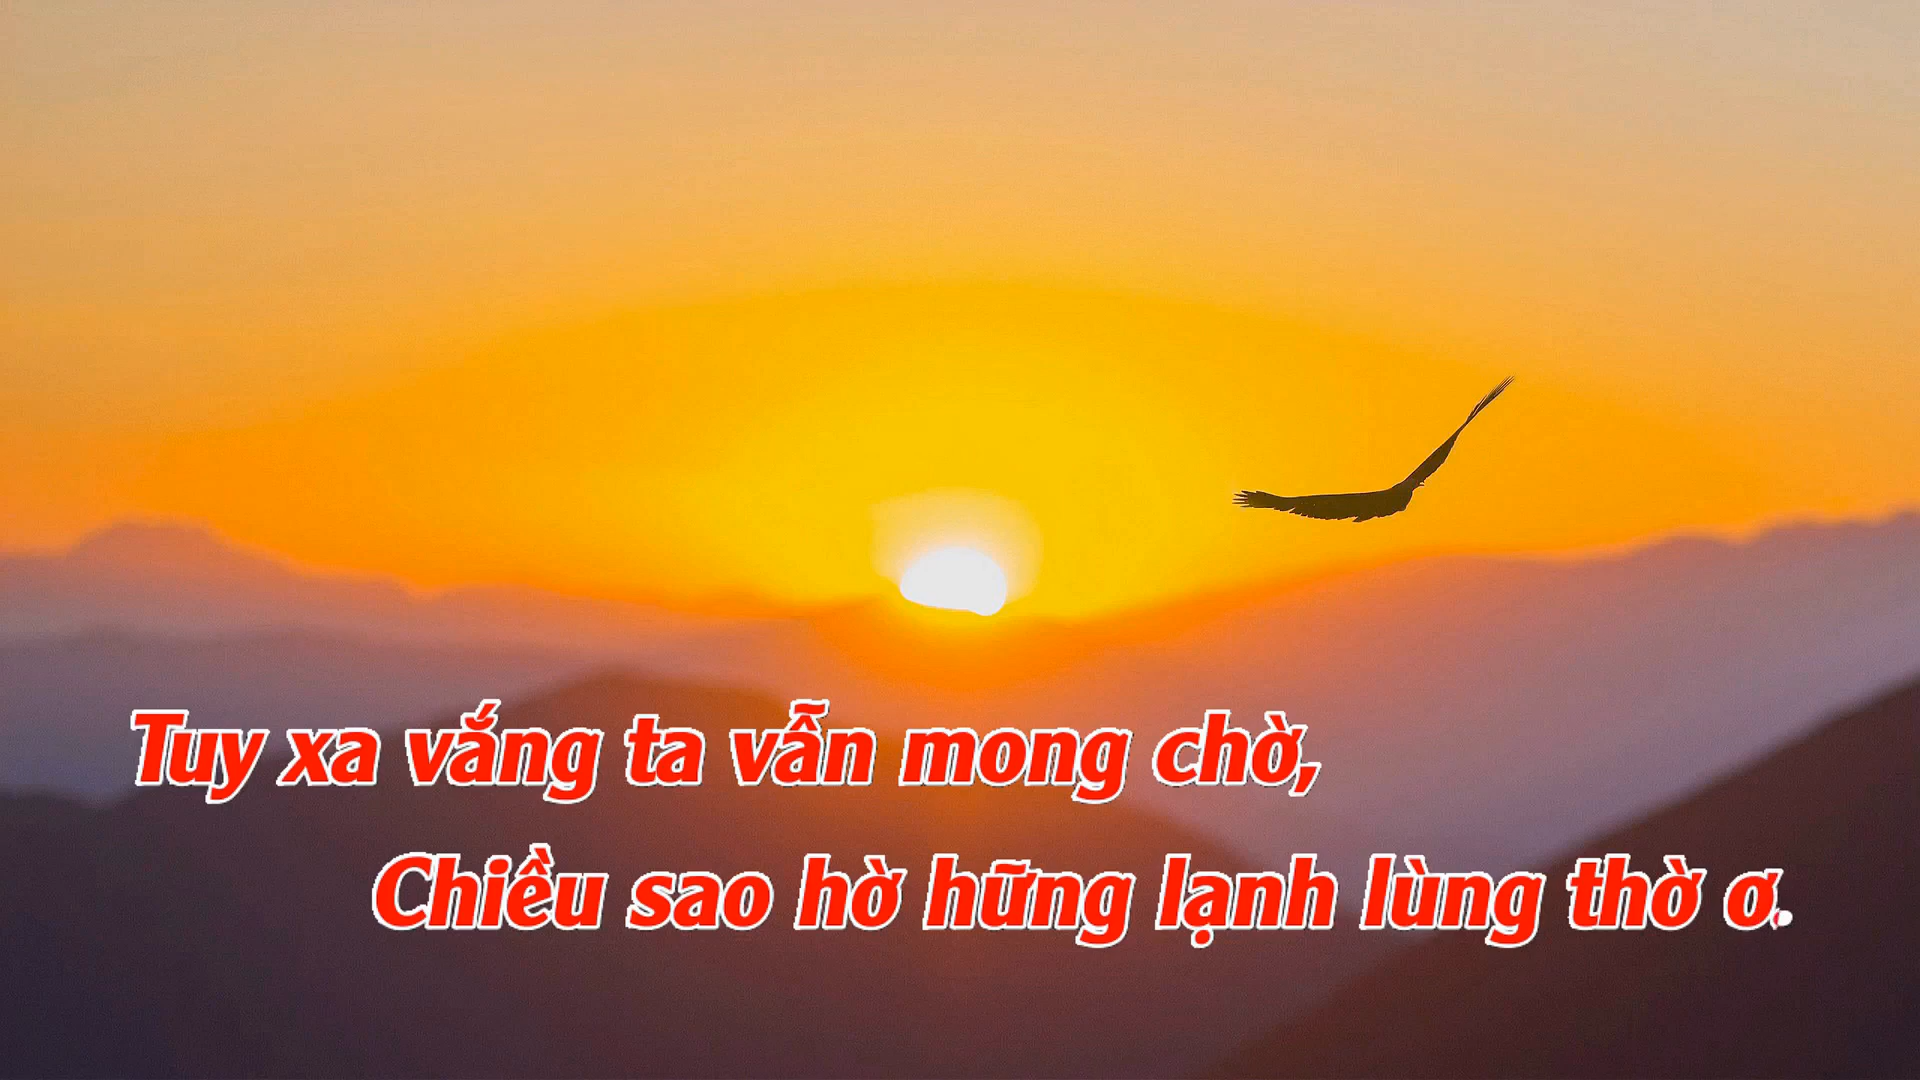 Tuy xa vắng ta vẫn mong chờ,
Chiều sao hờ hững lạnh lùng thờ ơ.